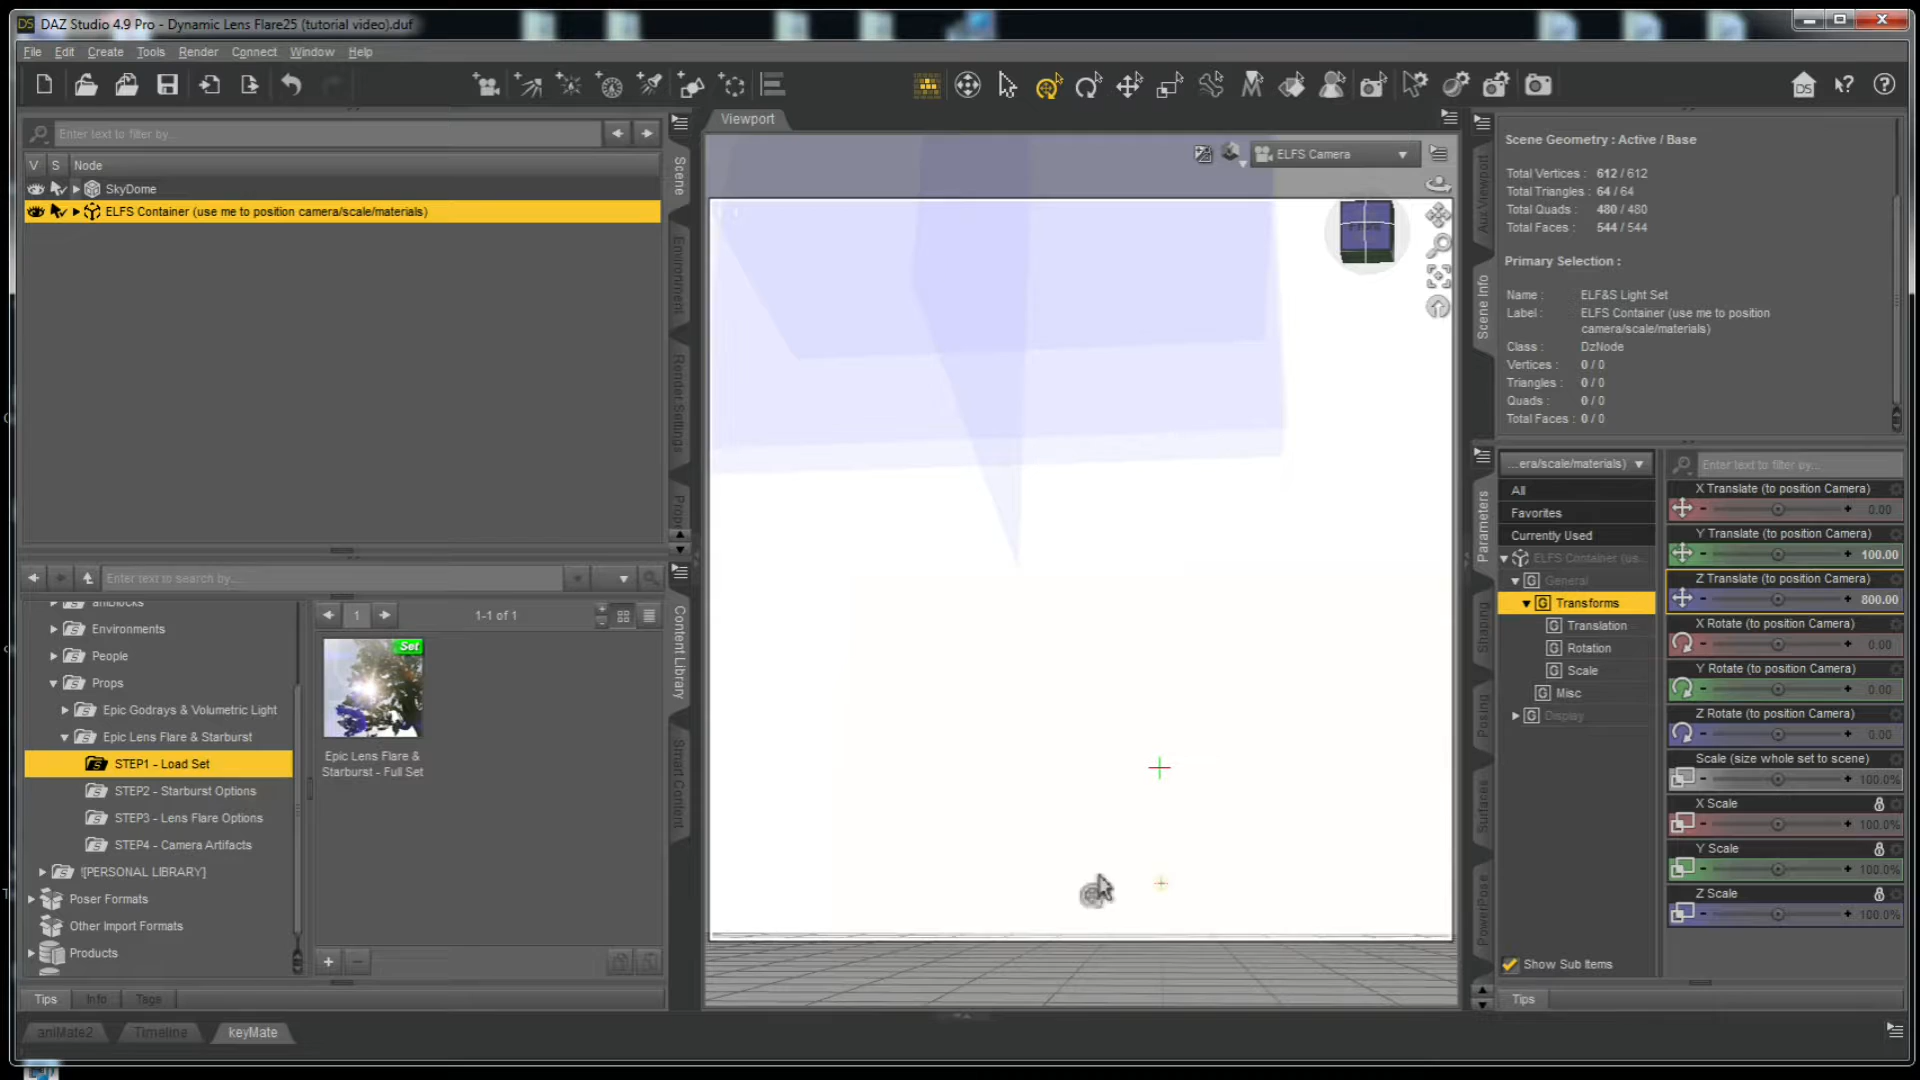 DAZ Studio 4.9 Pro - Dynamic Lens Flare25 (tutorial video).duf
File Edit Create Tools Render Connect Window Help
Enter text to filter by...
V S Node
SkyDome
ELFS Container (use me to position camera/scale/materials)
Scene
Environment
Render Settings
Viewport
ELFS Camera
Aux Viewport
Scene Info
Scene Geometry : Active / Base
Total Vertices : 612 / 612
Total Triangles : 64 / 64
Total Quads : 480 / 480
Total Faces : 544 / 544
Primary Selection :
Name : ELF&S Light Set
Label : ELFS Container (use me to position
camera/scale/materials)
Class : DzNode
Vertices : 0 / 0
Triangles : 0 / 0
Quads : 0 / 0
Total Faces : 0 / 0
Enter text to search by...
aniBlocks
Environments
People
Props
Epic Godrays & Volumetric Light
Epic Lens Flare & Starburst
STEP1 - Load Set
STEP2 - Starburst Options
STEP3 - Lens Flare Options
STEP4 - Camera Artifacts
![PERSONAL LIBRARY]
Poser Formats
Other Import Formats
Products
1
1-1 of 1
Set
Epic Lens Flare &
Starburst - Full Set
Content Library
Smart Content
Parameters
Shaping
Posing
Surfaces
PowerPose
...era/scale/materials)
All
Favorites
Currently Used
ELFS Container (us...
General
Transforms
Translation
Rotation
Scale
Misc
Display
Show Sub Items
Enter text to filter by...
X Translate (to position Camera)
0.00
Y Translate (to position Camera)
100.00
Z Translate (to position Camera)
800.00
X Rotate (to position Camera)
0.00
Y Rotate (to position Camera)
0.00
Z Rotate (to position Camera)
0.00
Scale (size whole set to scene)
100.0%
X Scale
100.0%
Y Scale
100.0%
Z Scale
100.0%
Tips Info Tags
Tips
aniMate2 Timeline keyMate